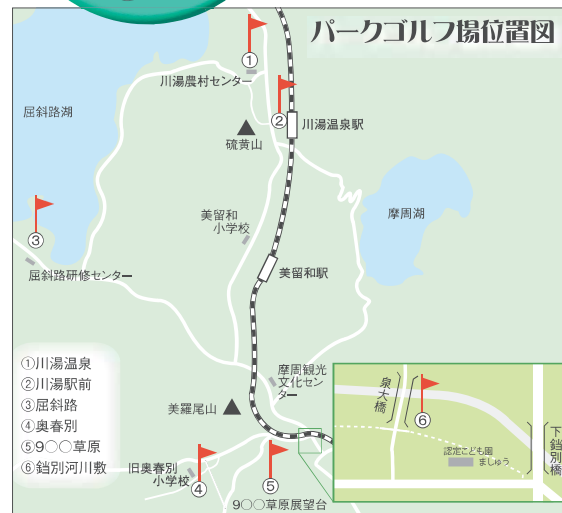 パークゴルフ場位置図
①
川湯農村センター
屈斜路湖
②
川湯温泉駅
硫黄山
美留和
小学校
摩周湖
③
屈斜路研修センター
美留和駅
①川湯温泉
②川湯駅前
③屈斜路
④奥春別
⑤9〇〇草原
⑥鐺別河川敷
摩周観光
文化セン
ター
美羅尾山
泉大橋
⑥
認定こども園
ましゅう
下鐺別橋
旧奥春別
小学校
④
⑤
9〇〇草原展望台